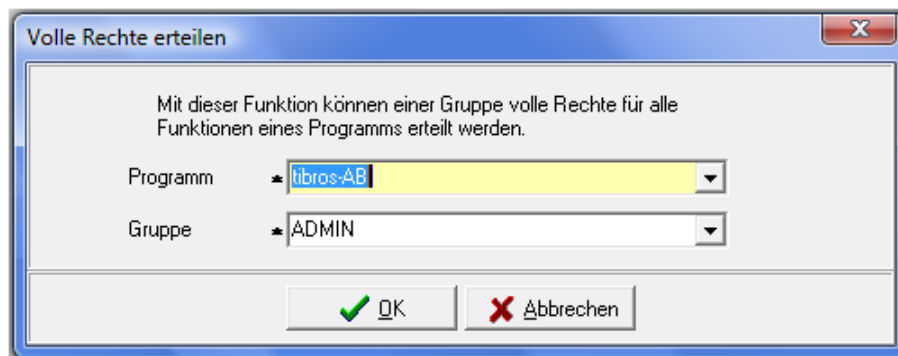 Volle Rechte erteilen
Mit dieser Funktion können einer Gruppe volle Rechte für alle
Funktionen eines Programms erteilt werden.
Programm * tibros-AB
Gruppe * ADMIN
OK Abbrechen